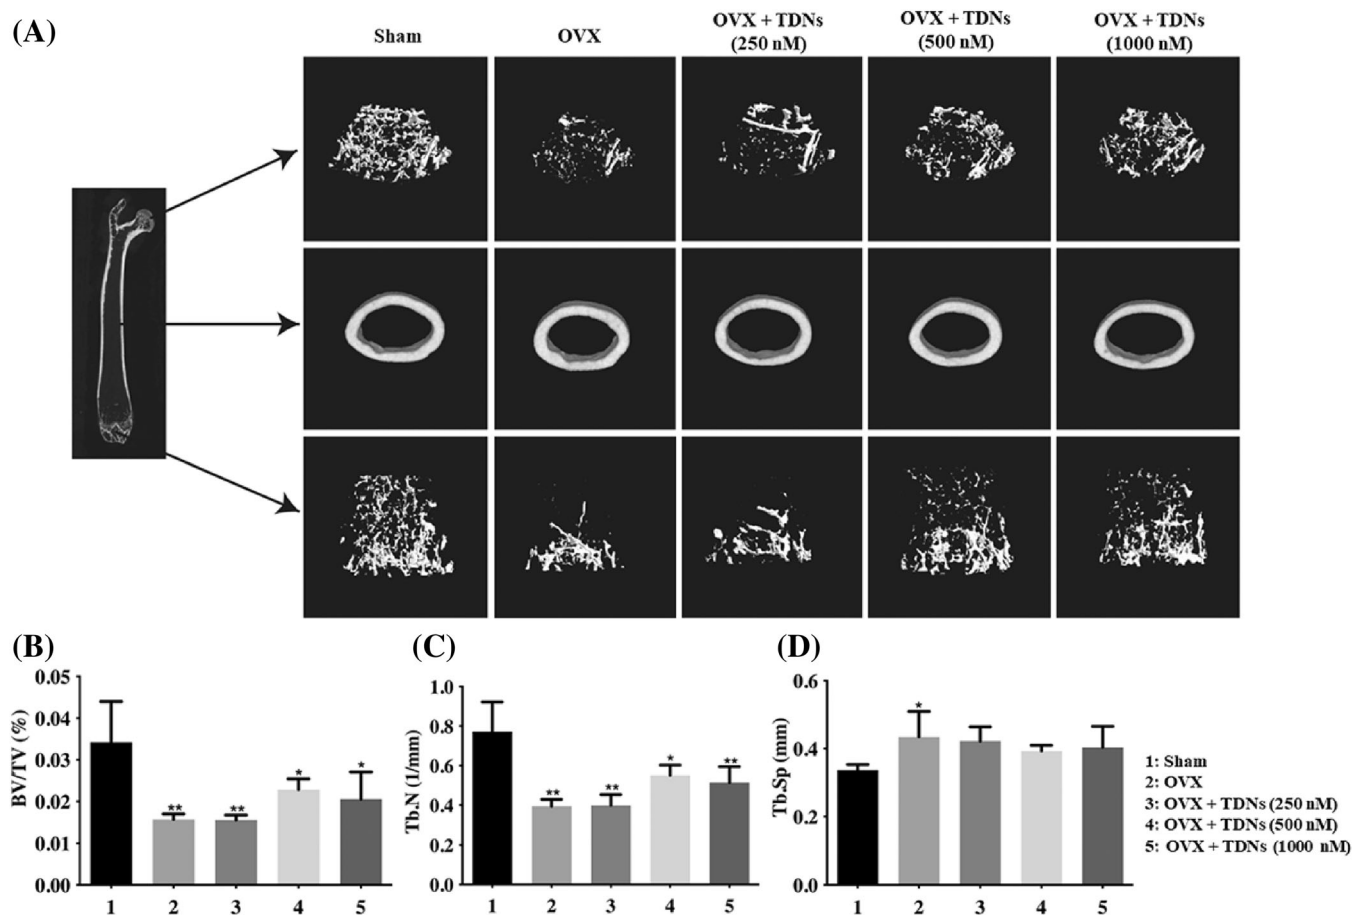 (A)
Sham
OVX
OVX + TDNs
(250 nM)
OVX + TDNs
(500 nM)
OVX + TDNs
(1000 nM)
(B)
BV/TV (%)
0.05
0.04
0.03
0.02
0.01
0.00
** ** * *
1 2 3 4 5
(C)
Tb.N (1/mm)
1.0
0.8
0.6
0.4
0.2
0.0
** ** * **
1 2 3 4 5
(D)
Tb.Sp (mm)
0.6
0.4
0.2
0.0
*
1 2 3 4 5
1: Sham
2: OVX
3: OVX + TDNs (250 nM)
4: OVX + TDNs (500 nM)
5: OVX + TDNs (1000 nM)